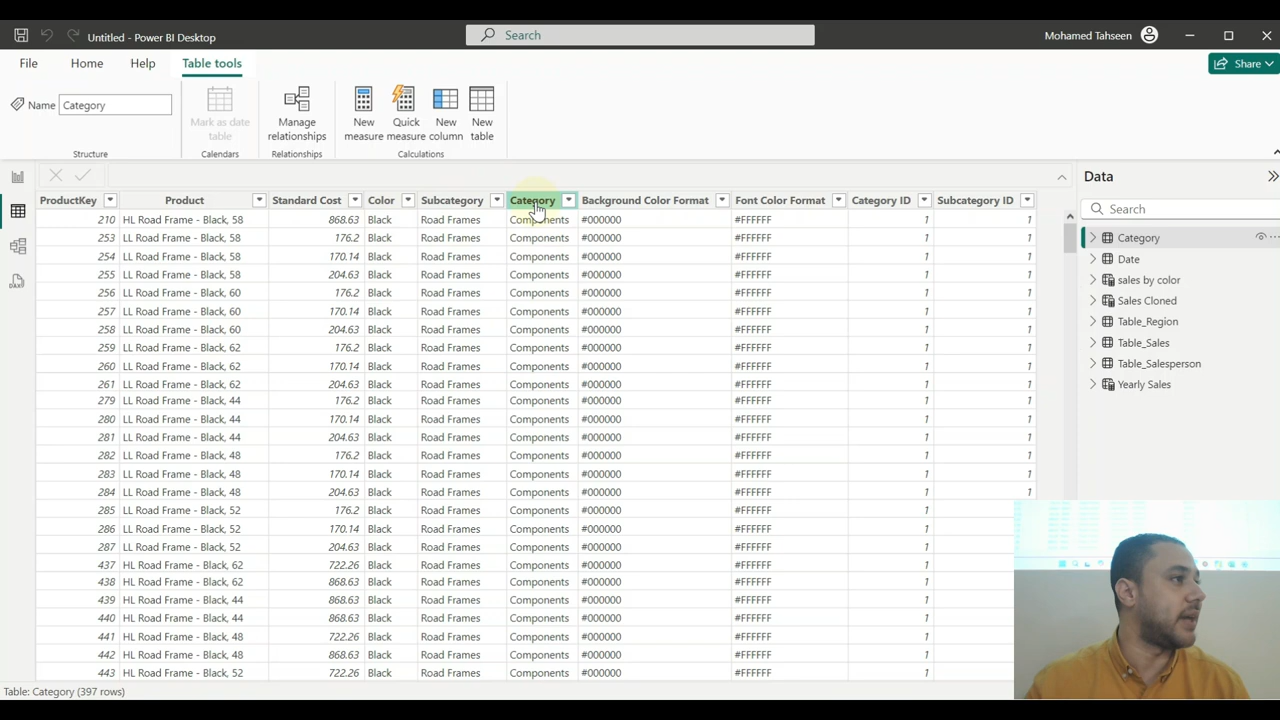 Untitled - Power BI Desktop
Search
Mohamed Tahseen
File
Home
Help
Table tools
Share
Name
Category
Mark as date table
Manage relationships
New measure
Quick measure
New column
New table
Structure
Calendars
Relationships
Calculations
ProductKey Product Standard Cost Color Subcategory Category Background Color Format Font Color Format Category ID Subcategory ID
210 HL Road Frame - Black, 58 868.63 Black Road Frames Components #000000 #FFFFFF 1 1
253 LL Road Frame - Black, 58 176.2 Black Road Frames Components #000000 #FFFFFF 1 1
254 LL Road Frame - Black, 58 170.14 Black Road Frames Components #000000 #FFFFFF 1 1
255 LL Road Frame - Black, 58 204.63 Black Road Frames Components #000000 #FFFFFF 1 1
256 LL Road Frame - Black, 60 176.2 Black Road Frames Components #000000 #FFFFFF 1 1
257 LL Road Frame - Black, 60 170.14 Black Road Frames Components #000000 #FFFFFF 1 1
258 LL Road Frame - Black, 60 204.63 Black Road Frames Components #000000 #FFFFFF 1 1
259 LL Road Frame - Black, 62 176.2 Black Road Frames Components #000000 #FFFFFF 1 1
260 LL Road Frame - Black, 62 170.14 Black Road Frames Components #000000 #FFFFFF 1 1
261 LL Road Frame - Black, 62 204.63 Black Road Frames Components #000000 #FFFFFF 1 1
279 LL Road Frame - Black, 44 176.2 Black Road Frames Components #000000 #FFFFFF 1 1
280 LL Road Frame - Black, 44 170.14 Black Road Frames Components #000000 #FFFFFF 1 1
281 LL Road Frame - Black, 44 204.63 Black Road Frames Components #000000 #FFFFFF 1 1
282 LL Road Frame - Black, 48 176.2 Black Road Frames Components #000000 #FFFFFF 1 1
283 LL Road Frame - Black, 48 170.14 Black Road Frames Components #000000 #FFFFFF 1 1
284 LL Road Frame - Black, 48 204.63 Black Road Frames Components #000000 #FFFFFF 1 1
285 LL Road Frame - Black, 52 176.2 Black Road Frames Components #000000 #FFFFFF 1
286 LL Road Frame - Black, 52 170.14 Black Road Frames Components #000000 #FFFFFF 1
287 LL Road Frame - Black, 52 204.63 Black Road Frames Components #000000 #FFFFFF 1
437 HL Road Frame - Black, 62 722.26 Black Road Frames Components #000000 #FFFFFF 1
438 HL Road Frame - Black, 62 868.63 Black Road Frames Components #000000 #FFFFFF 1
439 HL Road Frame - Black, 44 868.63 Black Road Frames Components #000000 #FFFFFF 1
440 HL Road Frame - Black, 44 868.63 Black Road Frames Components #000000 #FFFFFF 1
441 HL Road Frame - Black, 48 722.26 Black Road Frames Components #000000 #FFFFFF 1
442 HL Road Frame - Black, 48 868.63 Black Road Frames Components #000000 #FFFFFF 1
443 HL Road Frame - Black, 52 722.26 Black Road Frames Components #000000 #FFFFFF 1
Data
Search
Category
Date
sales by color
Sales Cloned
Table_Region
Table_Sales
Table_Salesperson
Yearly Sales
Table: Category (397 rows)